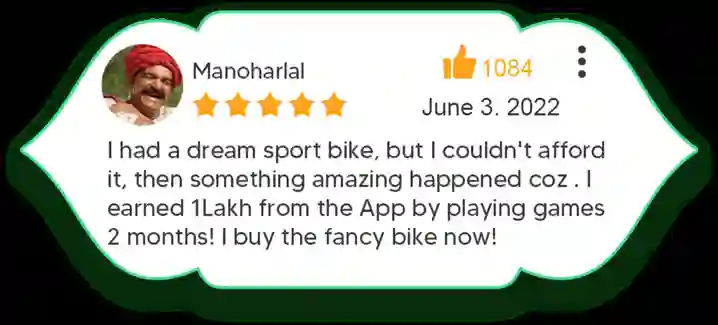 Manoharlal
1084
June 3. 2022
I had a dream sport bike, but I couldn't afford
it, then something amazing happened coz . I
earned 1Lakh from the App by playing games
2 months! I buy the fancy bike now!